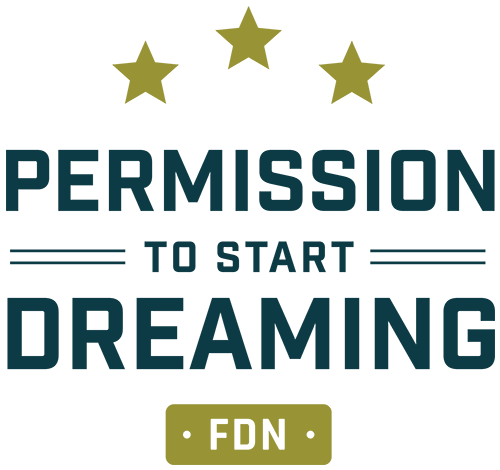 PERMISSION
TO START
DREAMING
· FDN ·